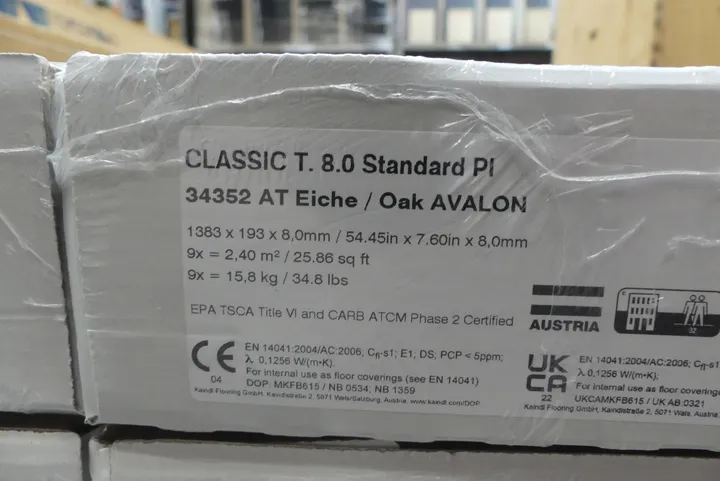 CLASSIC T. 8.0 Standard Pl
34352 AT Eiche / Oak AVALON
1383 x 193 x 8,0mm / 54.45in x 7.60in x 8,0mm
9x = 2,40 m² / 25.86 sq ft
9x = 15,8 kg / 34.8 lbs
EPA TSCA Title VI and CARB ATCM Phase 2 Certified
AUSTRIA
32
CE
04
EN 14041:2004/AC:2006; Cfl-s1; E1; DS; PCP < 5ppm;
λ 0,1256 W/(m•K).
For internal use as floor coverings (see EN 14041)
DOP: MKFB615 / NB 0534; NB 1359
Kaindl Flooring GmbH, Kaindlstraße 2, 5071 Wals/Salzburg, Austria, www.kaindl.com/DOP
UK
CA
22
EN 14041:2004/AC:2006; Cfl-s1
λ 0,1256 W/(m•K).
For internal use as floor coverings
UKCAMKFB615 / UK AB 0321
Kaindl Flooring GmbH, Kaindlstraße 2, 5071 Wals, Austria